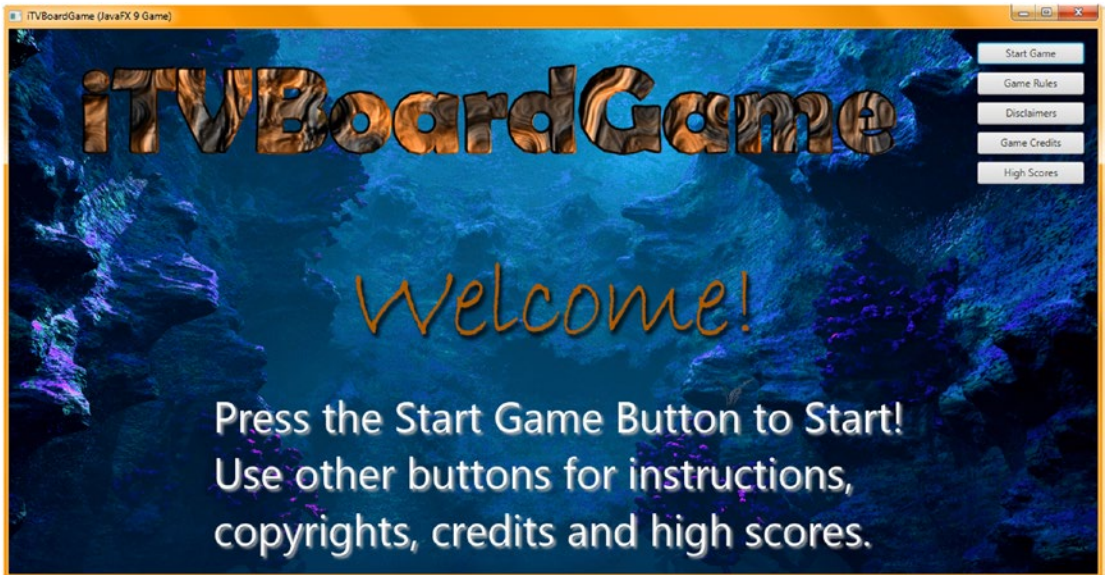 iTVBoardGame (JavaFX 9 Game)
iTVBoardGame
Start Game
Game Rules
Disclaimers
Game Credits
High Scores
Welcome!
Press the Start Game Button to Start!
Use other buttons for instructions,
copyrights, credits and high scores.